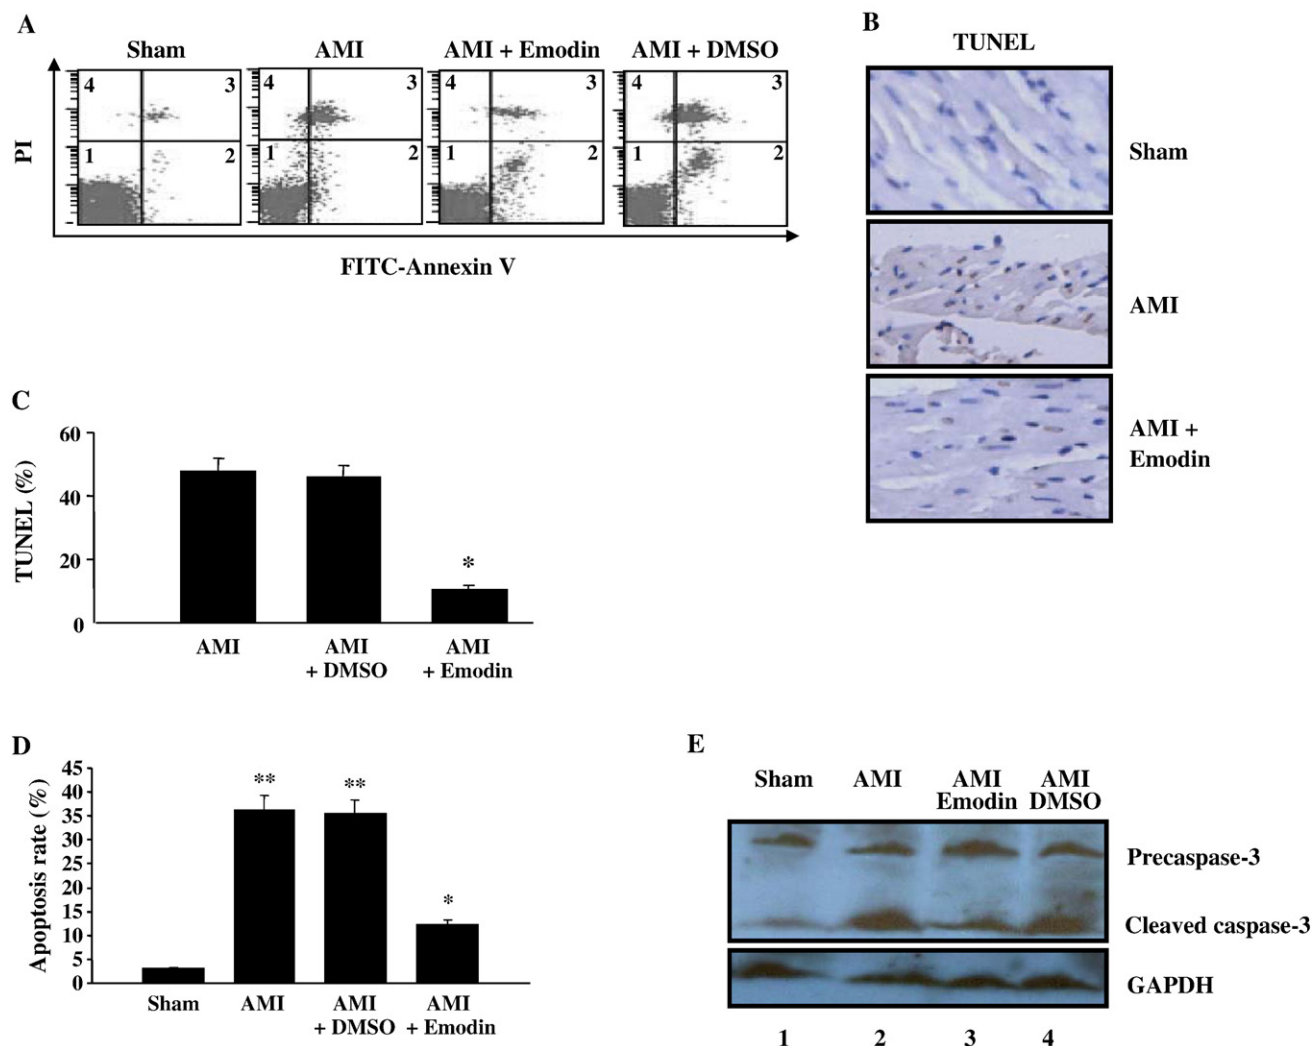 A
Sham
AMI
AMI + Emodin
AMI + DMSO
4 3
4 3
4 3
4 3
1 2
1 2
1 2
1 2
PI
FITC-Annexin V
B
TUNEL
Sham
AMI
AMI +
Emodin
C
TUNEL (%)
60
40
20
0
AMI
AMI
+ DMSO
AMI
+ Emodin
*
D
Apoptosis rate (%)
45
40
35
30
25
20
15
10
5
0
**
**
*
Sham
AMI
AMI
+ DMSO
AMI
+ Emodin
E
Sham
AMI
AMI
Emodin
AMI
DMSO
Precaspase-3
Cleaved caspase-3
GAPDH
1 2 3 4